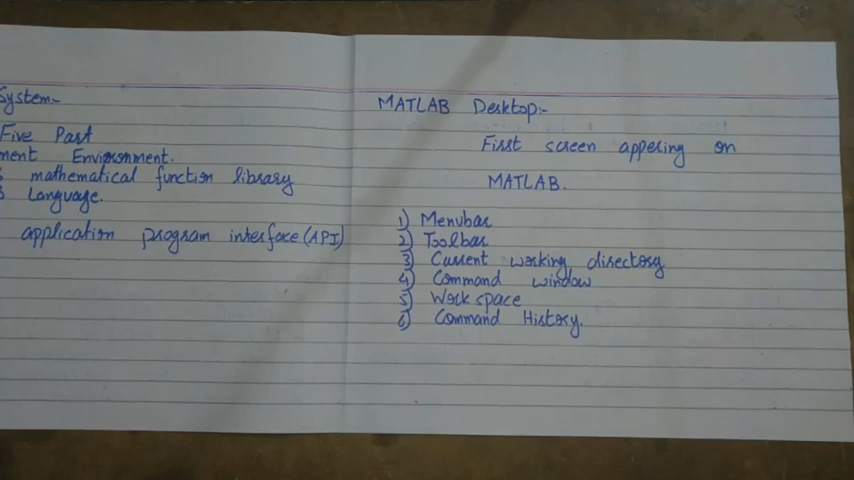 System:-
Five Part
ment Environment.
mathematical function library
Language.
application program interface (API)
MATLAB Desktop:-
First screen appering on
MATLAB.
1) Menubar
2) Toolbar
3) Current working directory
4) Command window
5) Workspace
6) Command History.